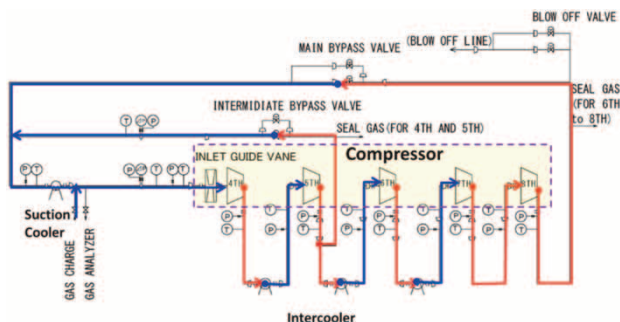 BLOW OFF VALVE
(BLOW OFF LINE)
MAIN BYPASS VALVE
SEAL GAS
(FOR 6TH
to 8TH)
INTERMIDIATE BYPASS VALVE
SEAL GAS(FOR 4TH AND 5TH)
T P
INLET GUIDE VANE
Compressor
P T P T P T
4TH 5TH 6TH 7TH 8TH
Suction
Cooler
P P P P P P P P P
T T T T T T T T T
GAS CHARGE
GAS ANALYZER
Intercooler